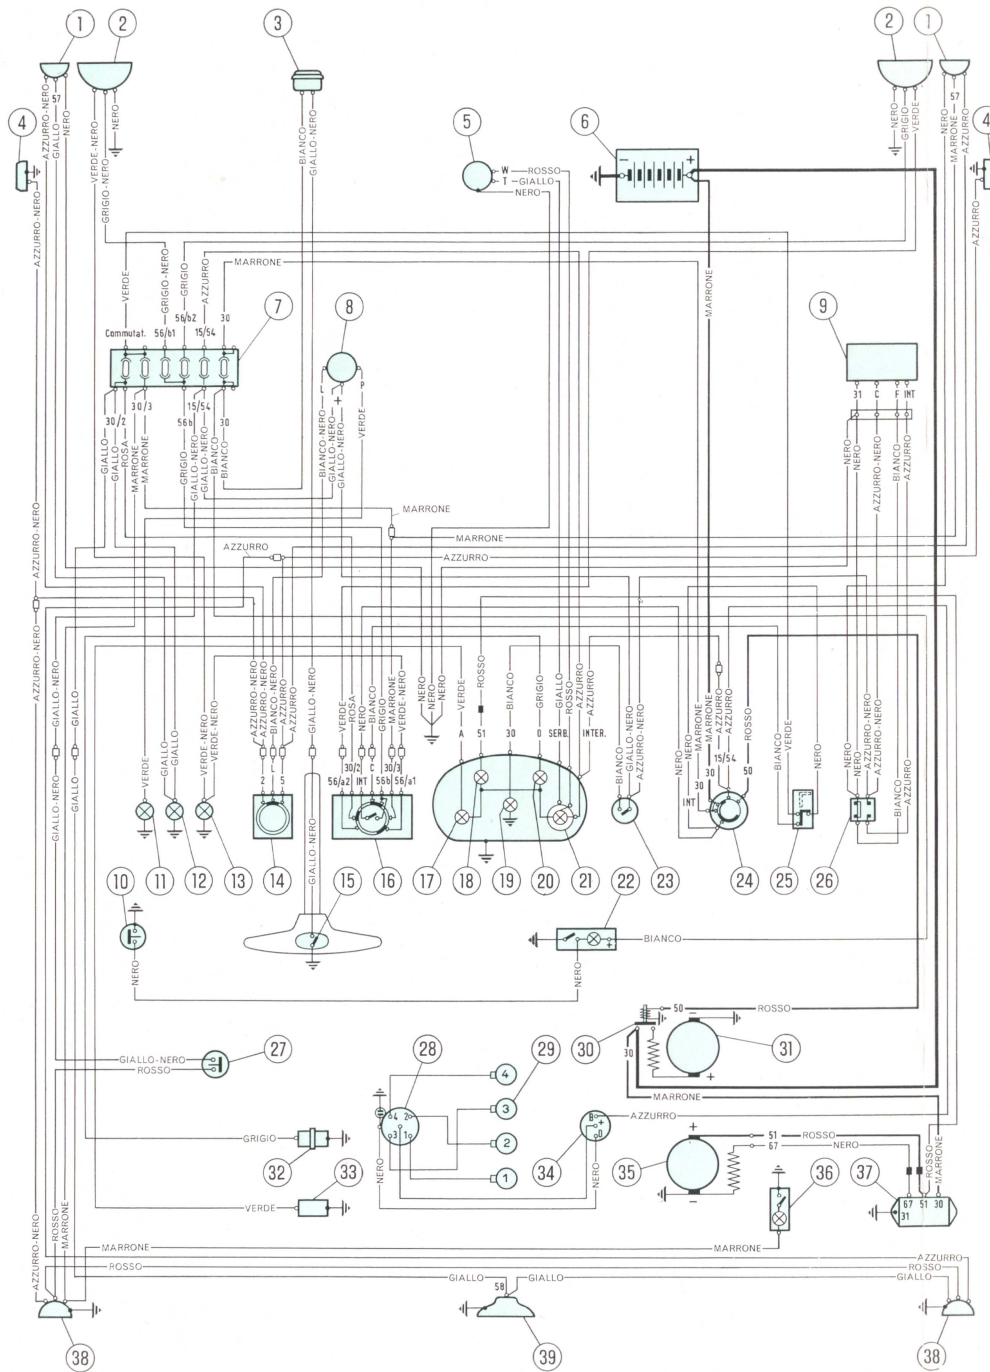 1 2 3 2 1
4 5 6 4
57 57
AZZURRO-NERO
GIALLO
NERO
VERDE-NERO
GRIGIO-NERO
NERO
BIANCO
GIALLO-NERO
W ROSSO
T GIALLO
NERO
- +
NERO
GRIGIO
VERDE
NERO
MARRONE
AZZURRO
AZZURRO-NERO
AZZURRO
MARRONE
VERDE
GRIGIO-NERO
GRIGIO
AZZURRO
MARRONE
7 8 9
Commutat. 56/b1 56/b2 15/54 30
L + P
31 C F INT
30/2 30/3 56b 15/54 30
GIALLO
GIALLO
ROSA
MARRONE
MARRONE
GRIGIO
GIALLO-NERO
GIALLO-NERO
BIANCO
BIANCO
BIANCO-NERO
GIALLO-NERO
GIALLO-NERO
VERDE
NERO
NERO
AZZURRO-NERO
BIANCO
AZZURRO
MARRONE
MARRONE
AZZURRO
AZZURRO
AZZURRO-NERO
AZZURRO-NERO
GIALLO-NERO
GIALLO
AZZURRO-NERO
AZZURRO-NERO
BIANCO-NERO
AZZURRO
AZZURRO
GIALLO-NERO
VERDE
ROSA
NERO
BIANCO
GRIGIO
MARRONE
VERDE-NERO
NERO
NERO
NERO
VERDE
ROSSO
BIANCO
GRIGIO
GIALLO
ROSSO
AZZURRO
AZZURRO
BIANCO
GIALLO-NERO
AZZURRO
NERO
NERO
MARRONE
MARRONE
AZZURRO
AZZURRO
ROSSO
BIANCO
VERDE
NERO
NERO
NERO
AZZURRO-NERO
AZZURRO-NERO
BIANCO
AZZURRO
VERDE
GIALLO
GIALLO
VERDE-NERO
VERDE-NERO
2 L 5
56/a2 30/2 INT C 56b 30/3 56/a1
A 51 30 0 SERB. INTER.
INT 30 30 15/54 50
GIALLO-NERO
GIALLO-NERO
GIALLO
10 11 12 13 14 15 16 17 18 19 20 21 22 23 24 25 26
+ BIANCO
NERO
NERO
50 ROSSO
30 30 31
- +
MARRONE
GIALLO-NERO
ROSSO
27 28 29
4 2
3 1
4
3
2
1
B AZZURRO
+
D
34
NERO
NERO
GRIGIO
32 33
VERDE
+ 51 ROSSO
67 NERO
35 - 36 37
ROSSO
MARRONE
67 51 30
31
AZZURRO-NERO
ROSSO
MARRONE
MARRONE MARRONE
ROSSO
GIALLO GIALLO
58
AZZURRO
ROSSO
GIALLO
38 39 38